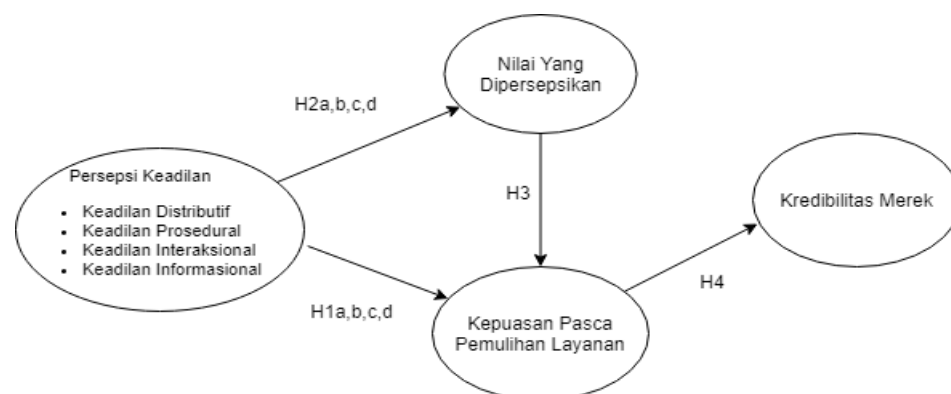 Nilai Yang
Dipersepsikan
H2a,b,c,d
Persepsi Keadilan
• Keadilan Distributif
• Keadilan Prosedural
• Keadilan Interaksional
• Keadilan Informasional
H3
Kredibilitas Merek
H1a,b,c,d
H4
Kepuasan Pasca
Pemulihan Layanan